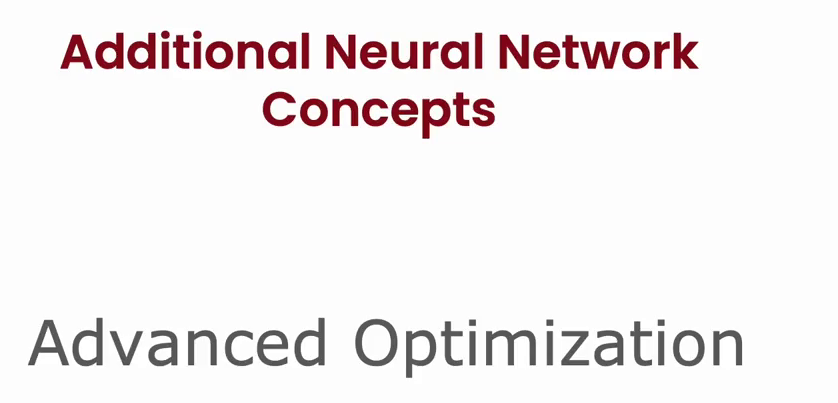 Additional Neural Network
Concepts
Advanced Optimization